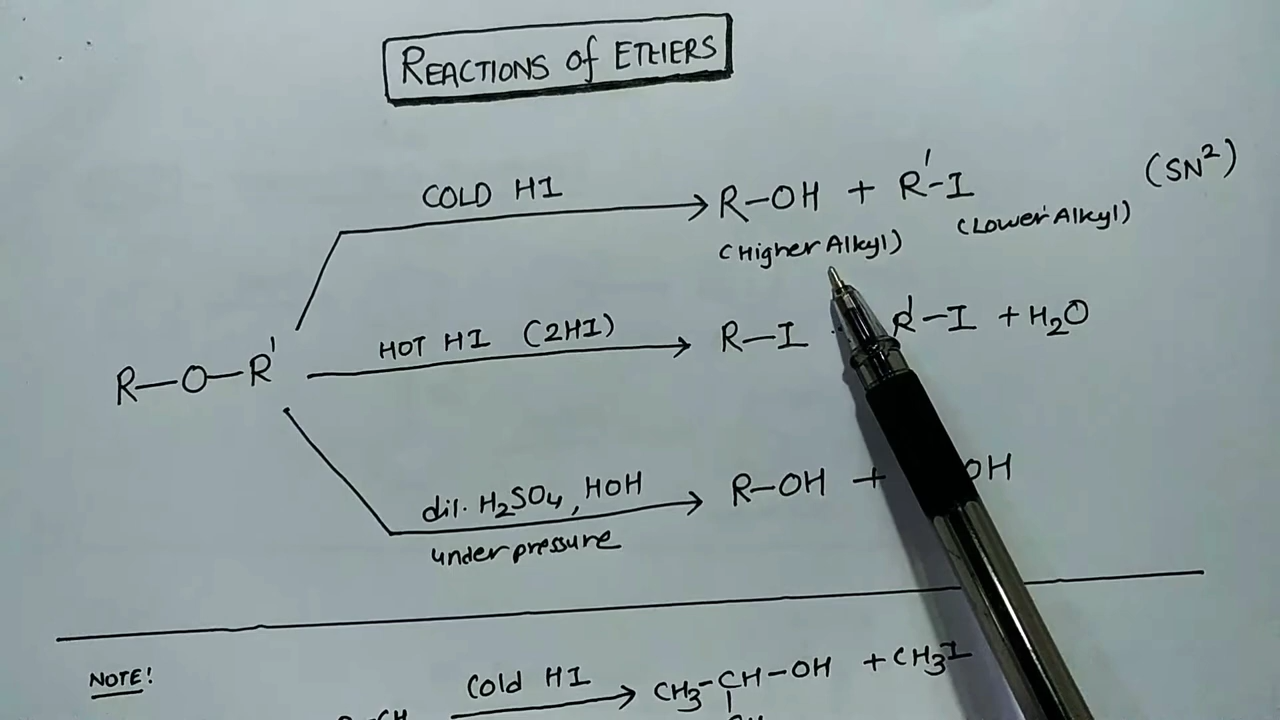 REACTIONS of ETHERS
COLD HI
R-OH + R'-I (SN²)
(Higher Alkyl) (Lower Alkyl)
HOT HI (2HI)
R-I R'-I + H₂O
R-O-R'
dil. H₂SO₄, HOH
under pressure
R-OH + OH
NOTE!
Cold HI
CH₃-CH-OH + CH₃I